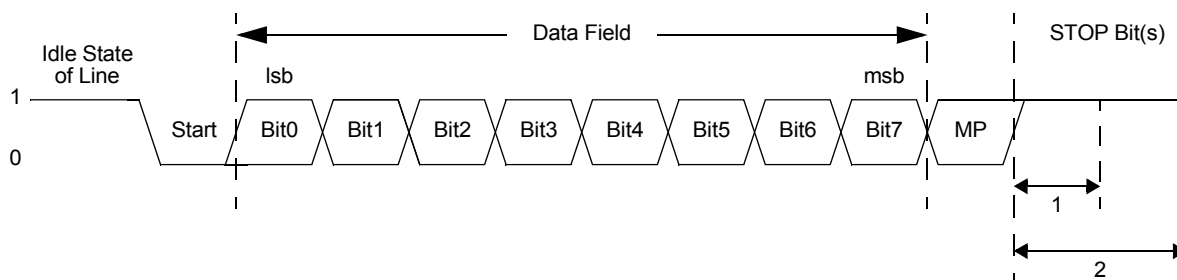 Data Field
STOP Bit(s)
Idle State
of Line
lsb
msb
1
Start
Bit0
Bit1
Bit2
Bit3
Bit4
Bit5
Bit6
Bit7
MP
0
1
2